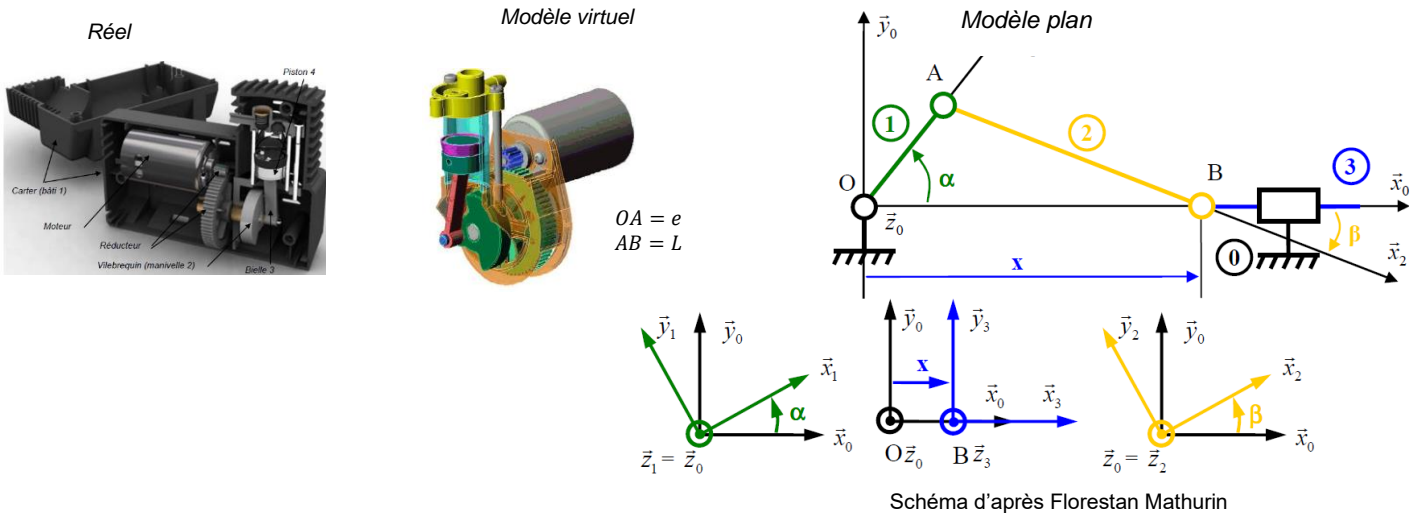 Réel
Piston 4
Carter (bâti 1)
Moteur
Réducteur
Vilebrequin (manivelle 2)
Bielle 3
Modèle virtuel
OA = e
AB = L
Modèle plan
y⃗₀
A
1
2
α
O
z⃗₀
B
3
x⃗₀
β
x⃗₂
0
x
y⃗₁
y⃗₀
x⃗₁
α
x⃗₀
z⃗₁ = z⃗₀
y⃗₀
y⃗₃
x
x⃗₀
x⃗₃
O z⃗₀
B z⃗₃
y⃗₂
y⃗₀
x⃗₂
β
x⃗₀
z⃗₀ = z⃗₂
Schéma d’après Florestan Mathurin